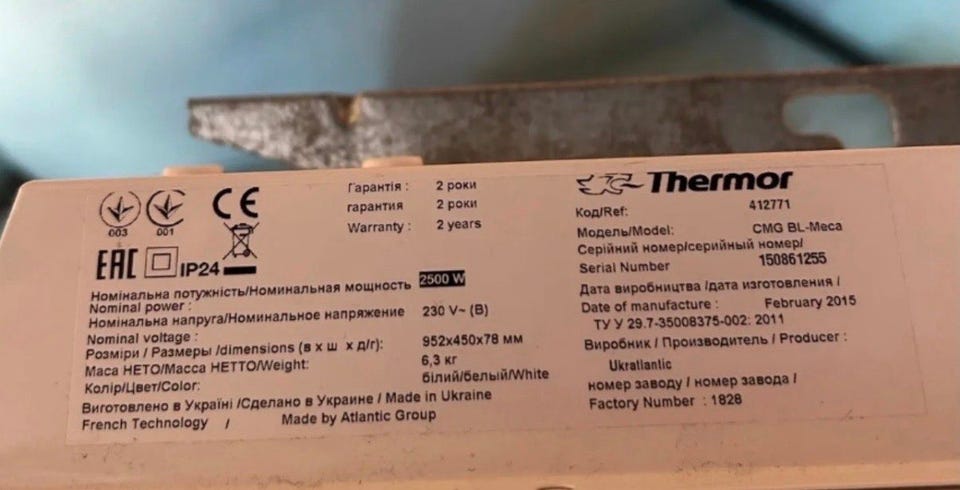 003 001
CE
EAC IP24
Гарантія : 2 роки
гарантия 2 роки
Warranty : 2 years
Номінальна потужність/Номинальная мощность 2500 W
Nominal power :
Номінальна напруга/Номинальное напряжение 230 V~ (В)
Nominal voltage :
Розміри / Размеры /dimensions (в х ш х д/г): 952x450x78 мм
Маса НЕТО/Масса НЕТТО/Weight: 6,3 кг
Колір/Цвет/Color: білий/белый/White
Виготовлено в Україні /Сделано в Украине / Made in Ukraine
French Technology / Made by Atlantic Group
Thermor
Код/Ref: 412771
Модель/Model: CMG BL-Meca
Серійний номер/серийный номер/
Serial Number 150861255
Дата виробництва /дата изготовления /
Date of manufacture : February 2015
ТУ У 29.7-35008375-002: 2011
Виробник / Производитель / Producer :
Ukratlantic
номер заводу / номер завода /
Factory Number : 1828